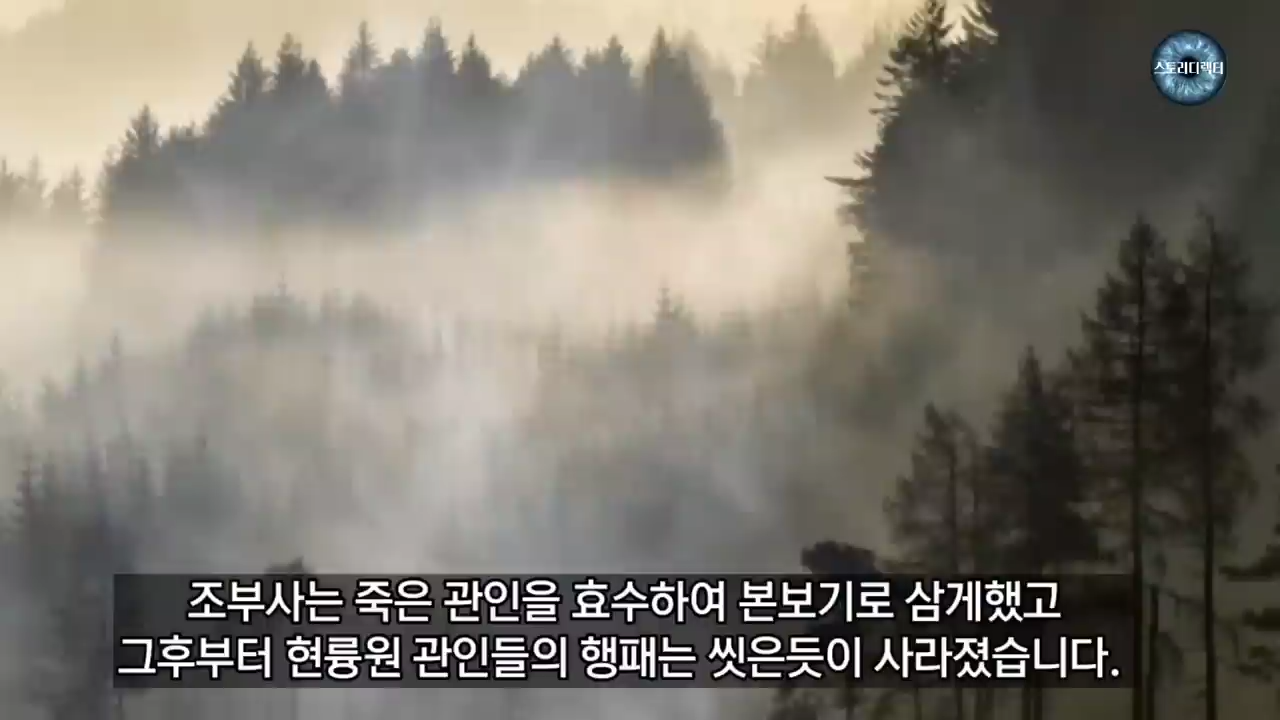 스토리디렉터
조부사는 죽은 관인을 효수하여 본보기로 삼게했고
그후부터 현륭원 관인들의 행패는 씻은듯이 사라졌습니다.